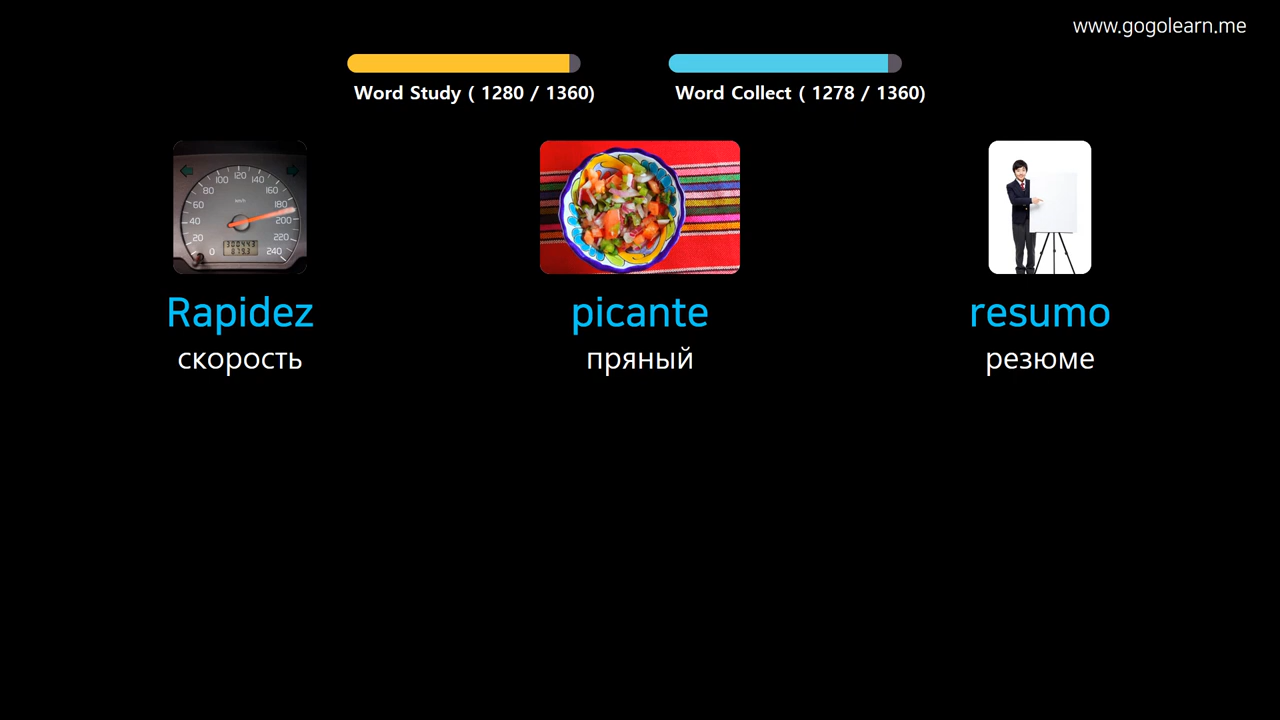 www.gogolearn.me
Word Study ( 1280 / 1360)
Word Collect ( 1278 / 1360)
Rapidez
скорость
picante
пряный
resumo
резюме